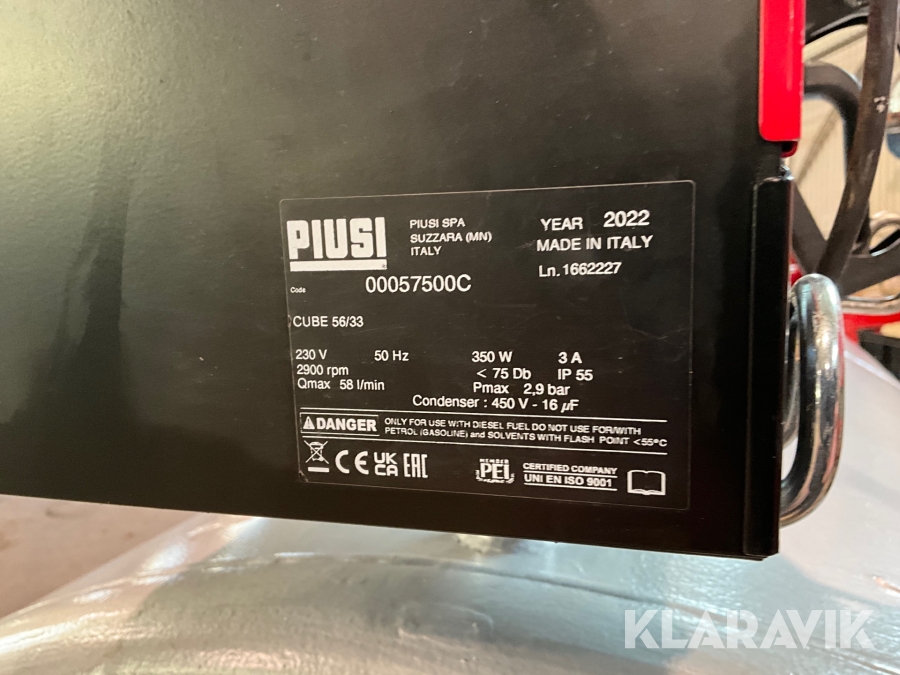 PIUSI
PIUSI SPA
SUZZARA (MN)
ITALY
YEAR 2022
MADE IN ITALY
Ln. 1662227
Code 00057500C
CUBE 56/33
230 V 50 Hz 350 W 3 A
2900 rpm < 75 Db IP 55
Qmax 58 l/min Pmax 2,9 bar
Condenser : 450 V - 16 µF
DANGER
ONLY FOR USE WITH DIESEL FUEL DO NOT USE FOR/WITH
PETROL (GASOLINE) and SOLVENTS WITH FLASH POINT <55°C
CE UK CA EAC
MEMBER
PEI
CERTIFIED COMPANY
UNI EN ISO 9001
KLARAVIK